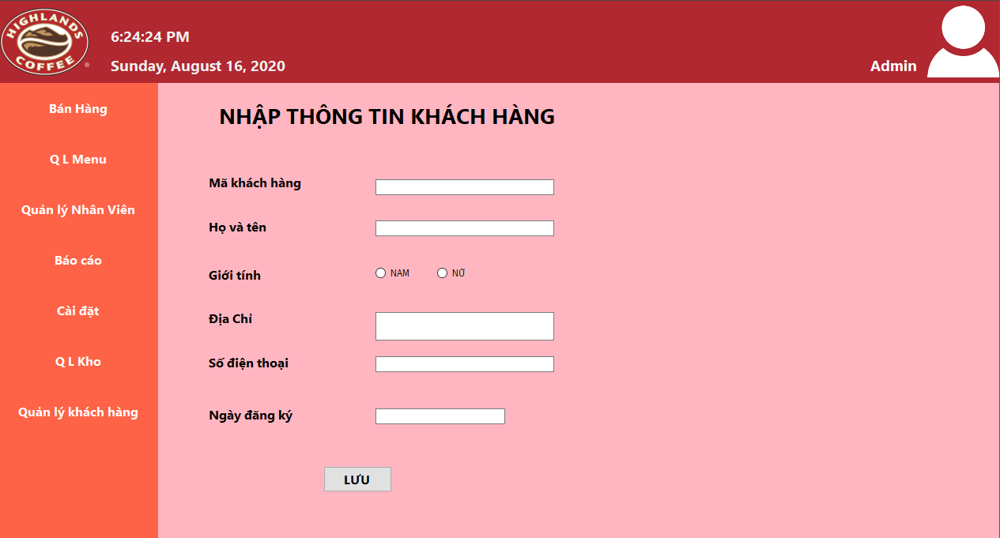 HIGHLANDS
COFFEE
®
6:24:24 PM
Sunday, August 16, 2020
Admin
Bán Hàng
Q L Menu
Quản lý Nhân Viên
Báo cáo
Cài đặt
Q L Kho
Quản lý khách hàng
NHẬP THÔNG TIN KHÁCH HÀNG
Mã khách hàng
Họ và tên
Giới tính
NAM NỮ
Địa Chỉ
Số điện thoại
Ngày đăng ký
LƯU